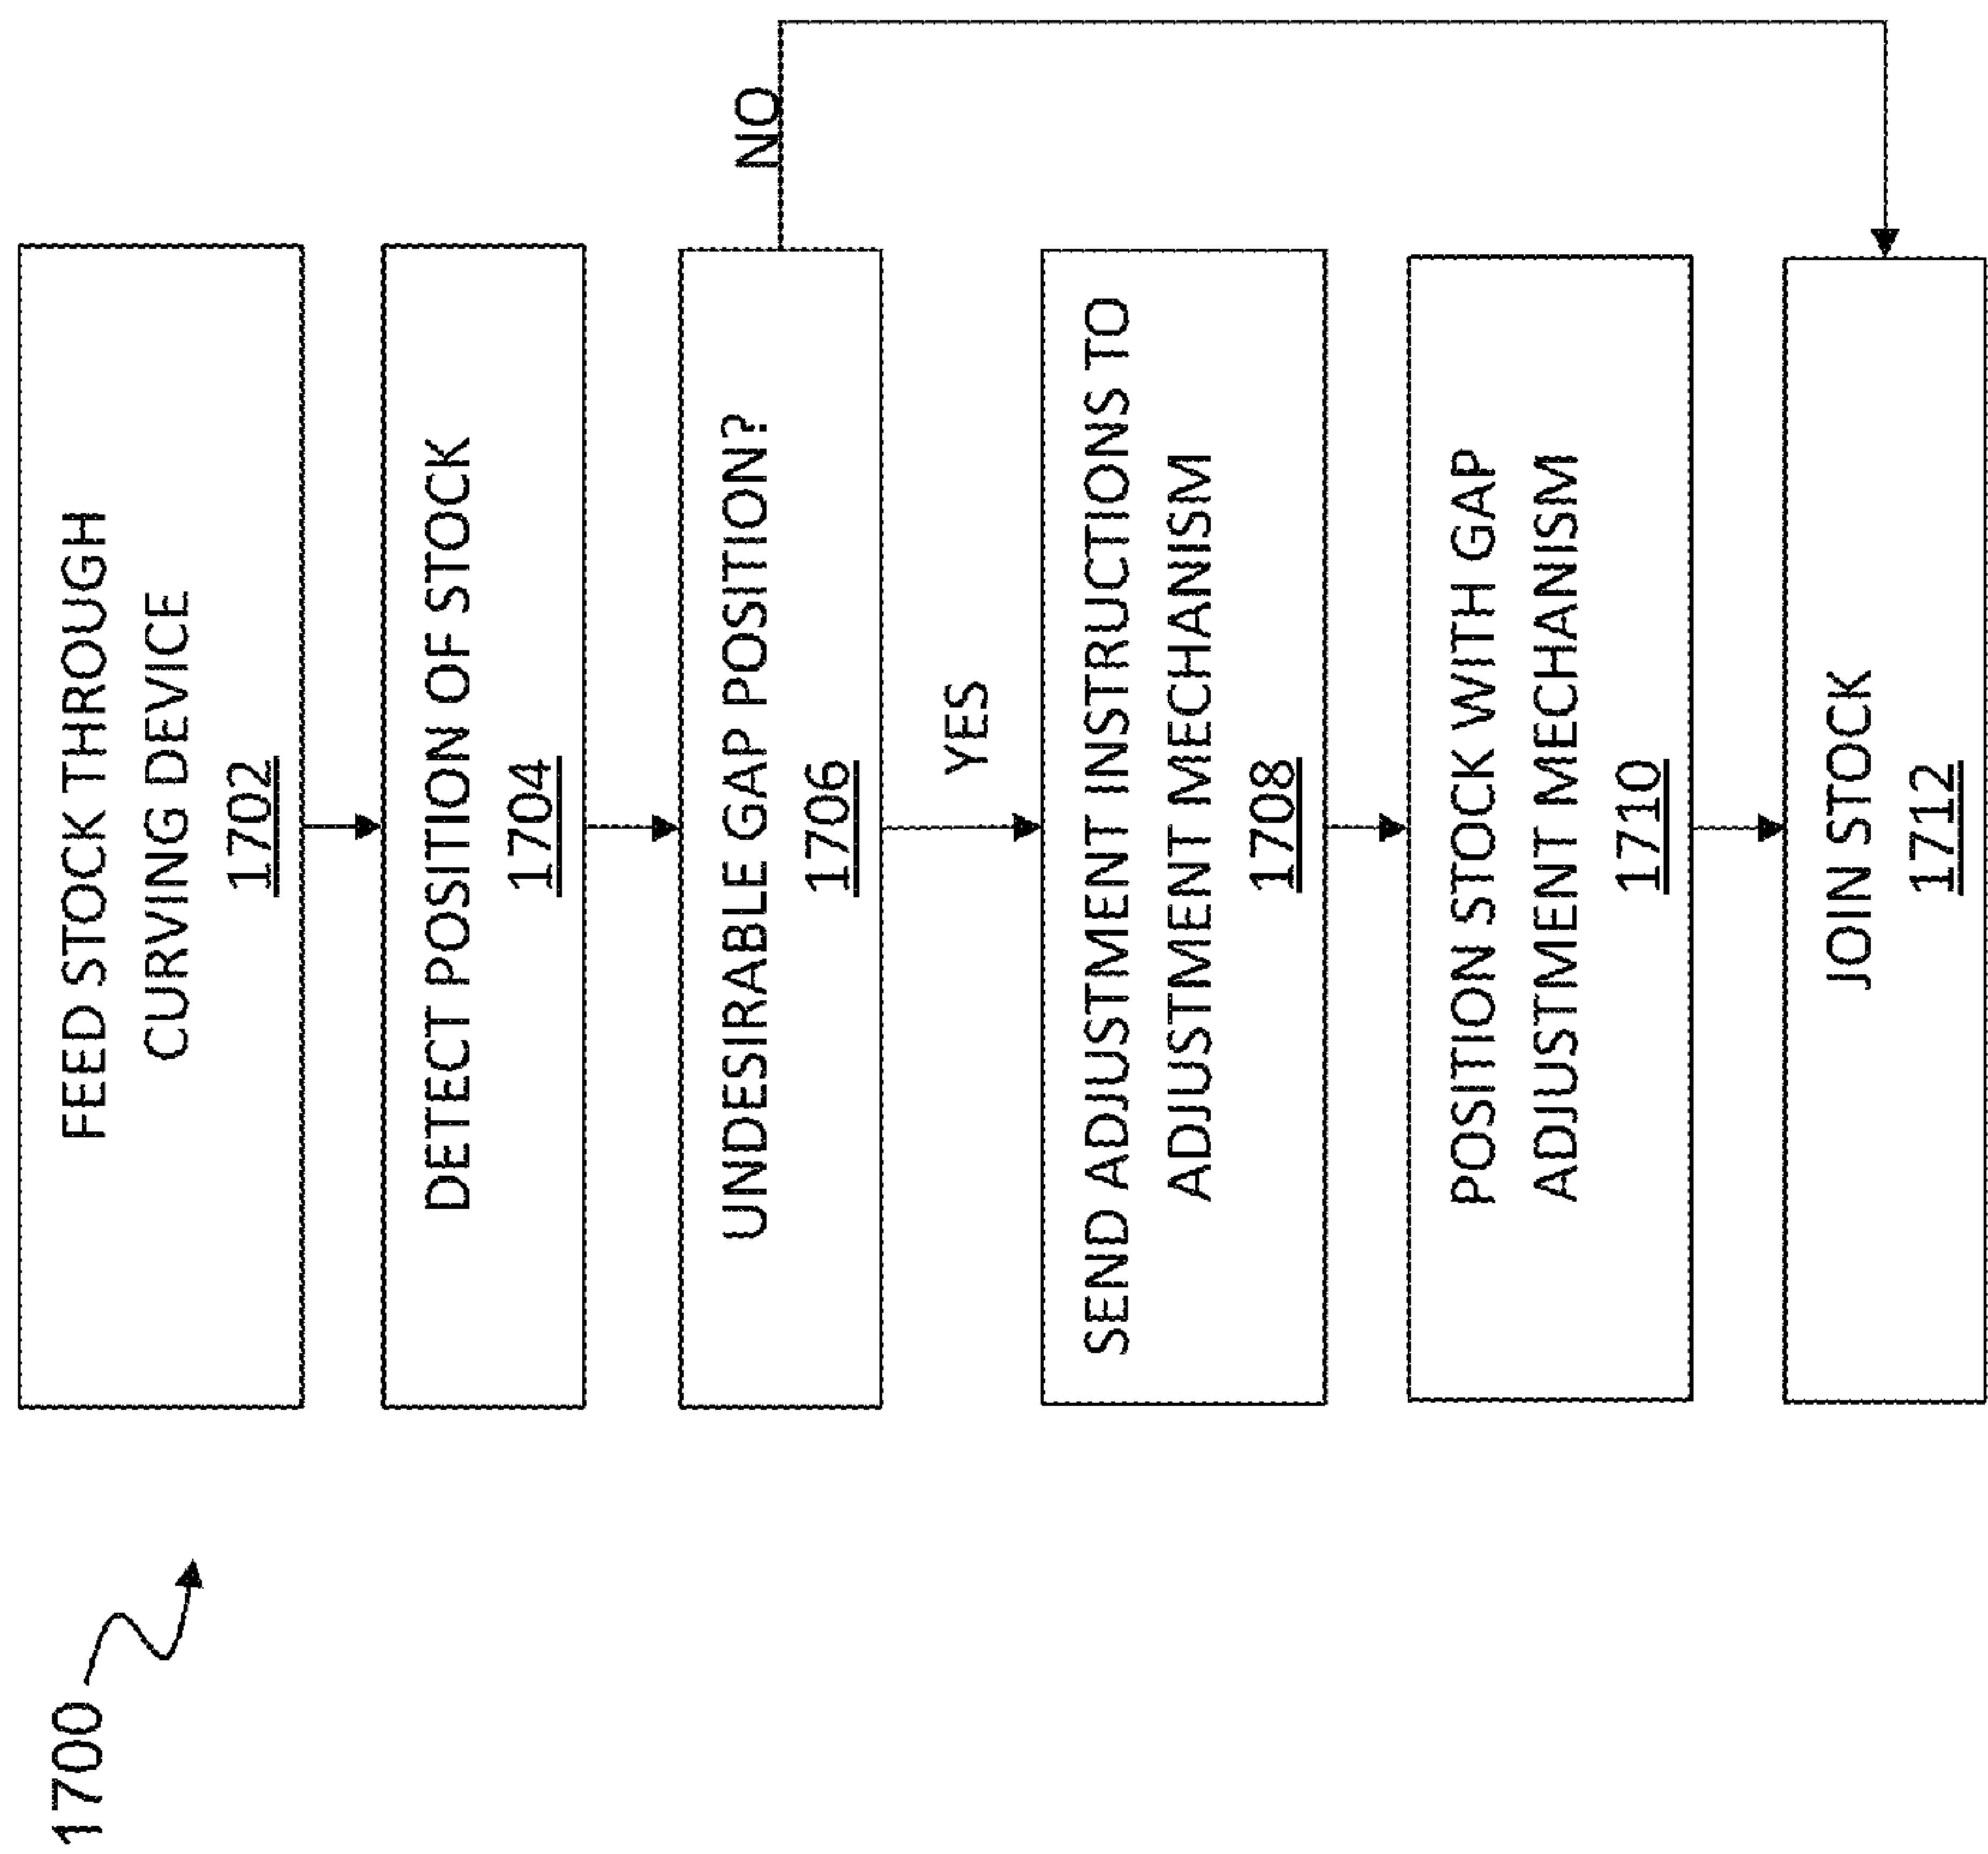 1700
FEED STOCK THROUGH
CURVING DEVICE
1702
DETECT POSITION OF STOCK
1704
UNDESIRABLE GAP POSITION?
1706
NO
YES
SEND ADJUSTMENT INSTRUCTIONS TO
ADJUSTMENT MECHANISM
1708
POSITION STOCK WITH GAP
ADJUSTMENT MECHANISM
1710
JOIN STOCK
1712